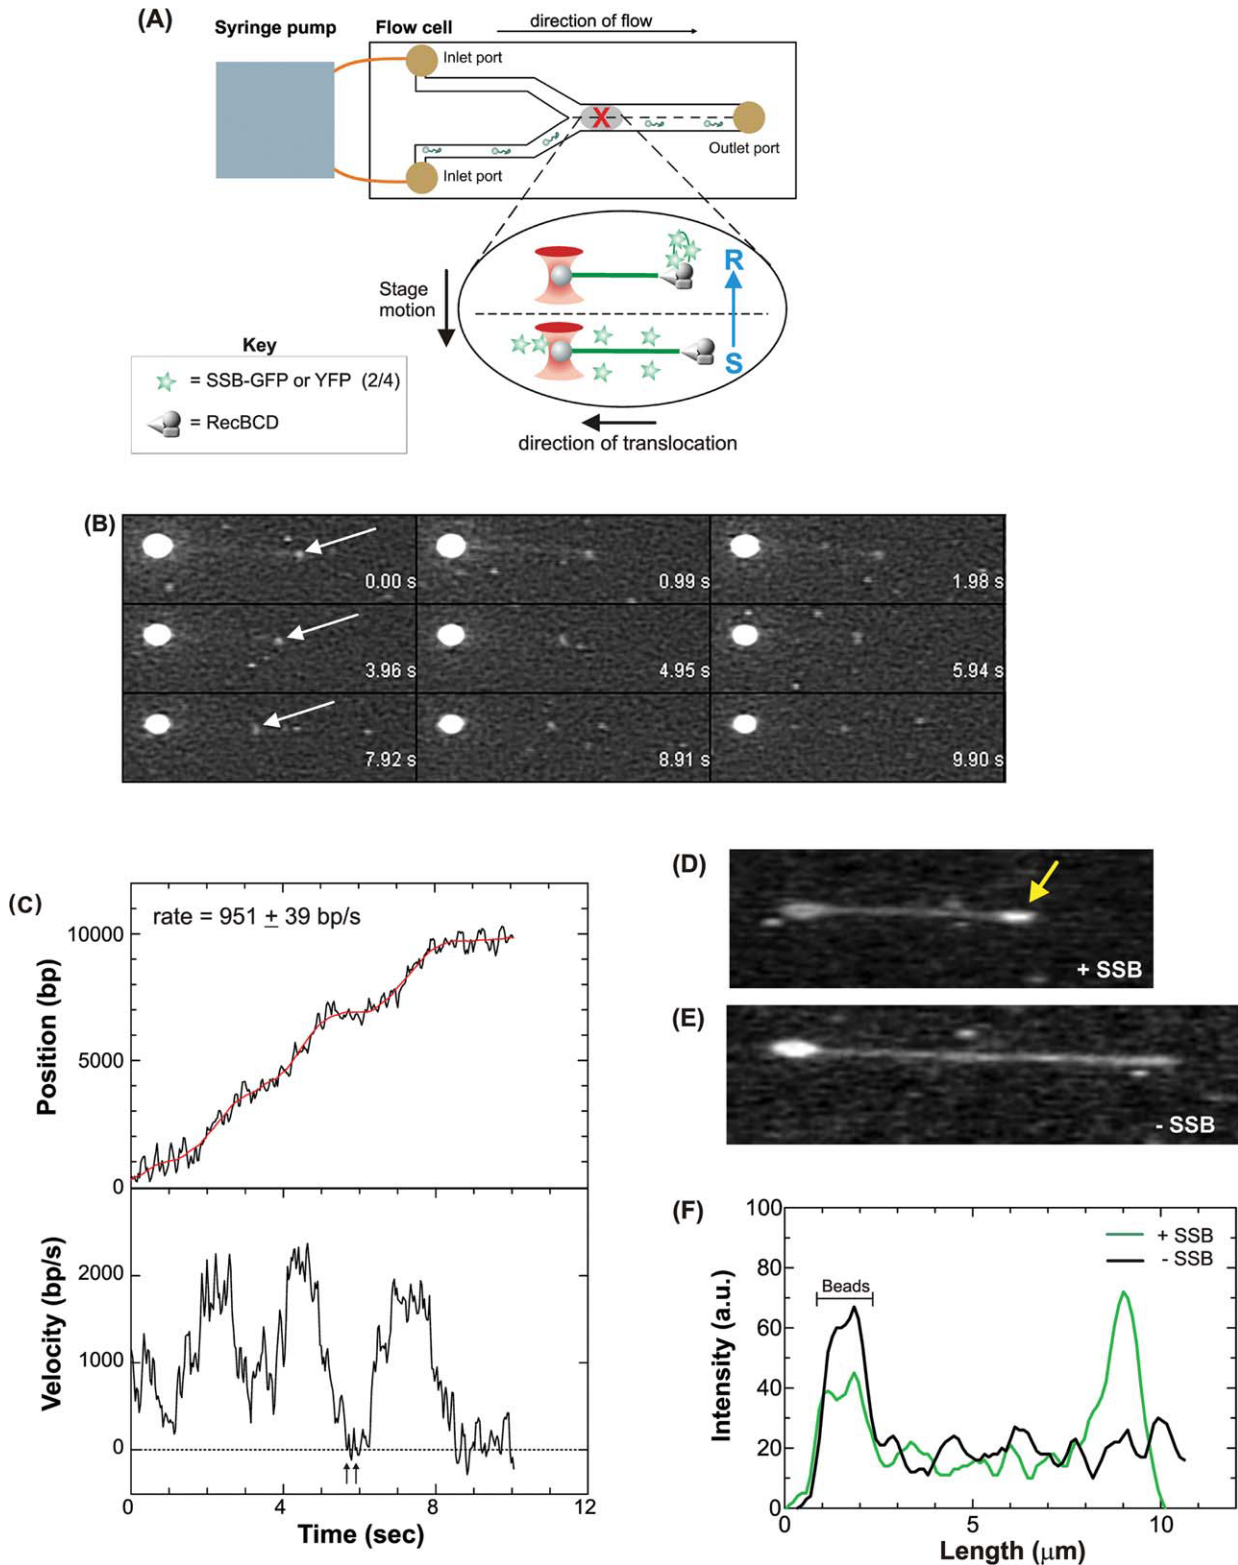 (A)
Syringe pump
Flow cell
direction of flow
Inlet port
X
Outlet port
Inlet port
R
Stage
motion
S
Key
= SSB-GFP or YFP (2/4)
= RecBCD
direction of translocation
(B)
0.00 s
0.99 s
1.98 s
3.96 s
4.95 s
5.94 s
7.92 s
8.91 s
9.90 s
(C)
rate = 951 ± 39 bp/s
10000
5000
0
Position (bp)
2000
1000
0
Velocity (bp/s)
0
4
8
12
Time (sec)
(D)
+ SSB
(E)
- SSB
(F)
100
80
60
40
20
0
Intensity (a.u.)
+ SSB
- SSB
Beads
0
5
10
Length (μm)